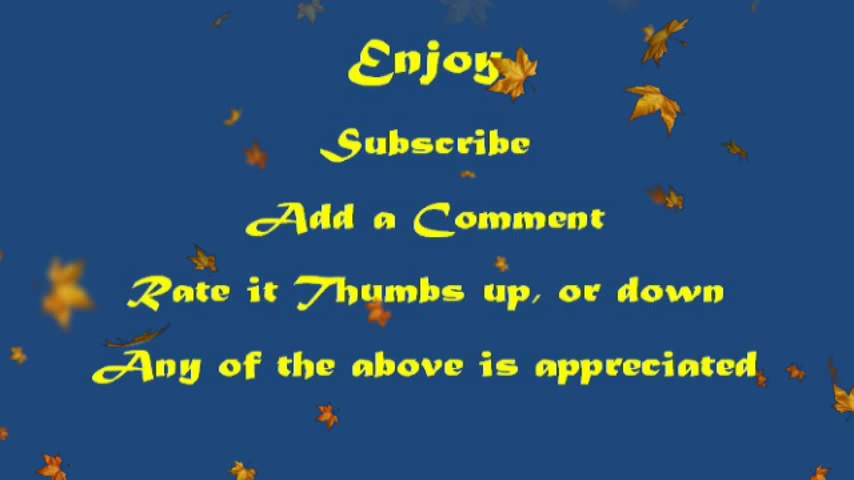 Enjoy
Subscribe
Add a Comment
Rate it Thumbs up, or down
Any of the above is appreciated